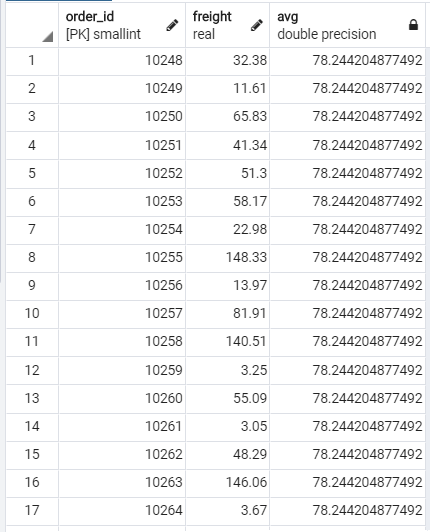 order_id freight avg
[PK] smallint real double precision
1 10248 32.38 78.244204877492
2 10249 11.61 78.244204877492
3 10250 65.83 78.244204877492
4 10251 41.34 78.244204877492
5 10252 51.3 78.244204877492
6 10253 58.17 78.244204877492
7 10254 22.98 78.244204877492
8 10255 148.33 78.244204877492
9 10256 13.97 78.244204877492
10 10257 81.91 78.244204877492
11 10258 140.51 78.244204877492
12 10259 3.25 78.244204877492
13 10260 55.09 78.244204877492
14 10261 3.05 78.244204877492
15 10262 48.29 78.244204877492
16 10263 146.06 78.244204877492
17 10264 3.67 78.244204877492